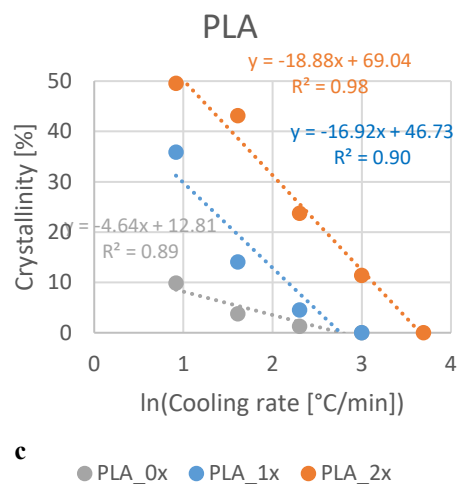 PLA
y = -18.88x + 69.04
R² = 0.98
y = -16.92x + 46.73
R² = 0.90
y = -4.64x + 12.81
R² = 0.89
Crystallinity [%]
50
40
30
20
10
0
0 1 2 3 4
ln(Cooling rate [°C/min])
c
PLA_0x PLA_1x PLA_2x